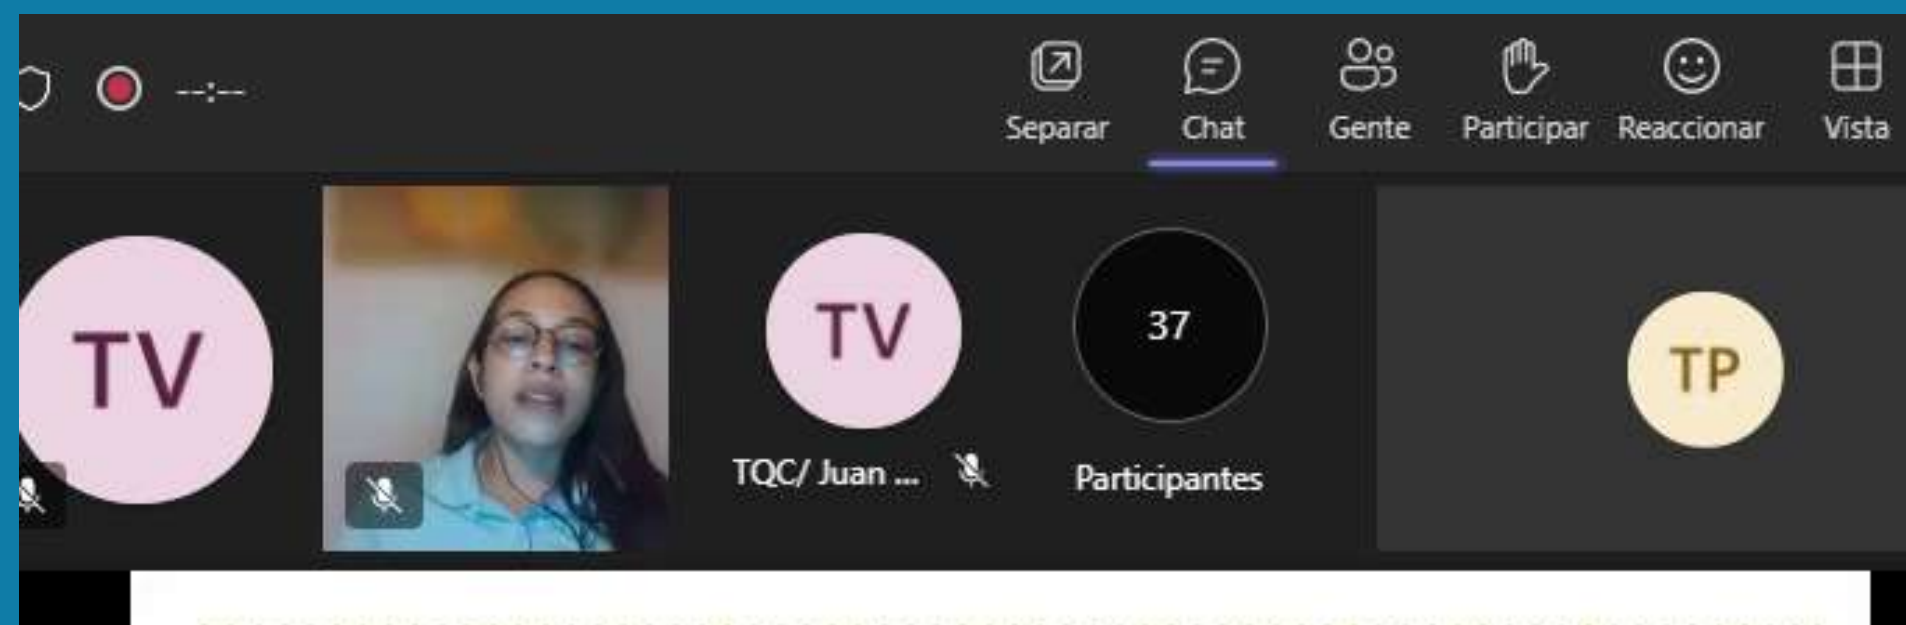 --:--
Separar
Chat
Gente
Participar
Reaccionar
Vista
TV
TV
37
TP
TQC/ Juan ...
Participantes